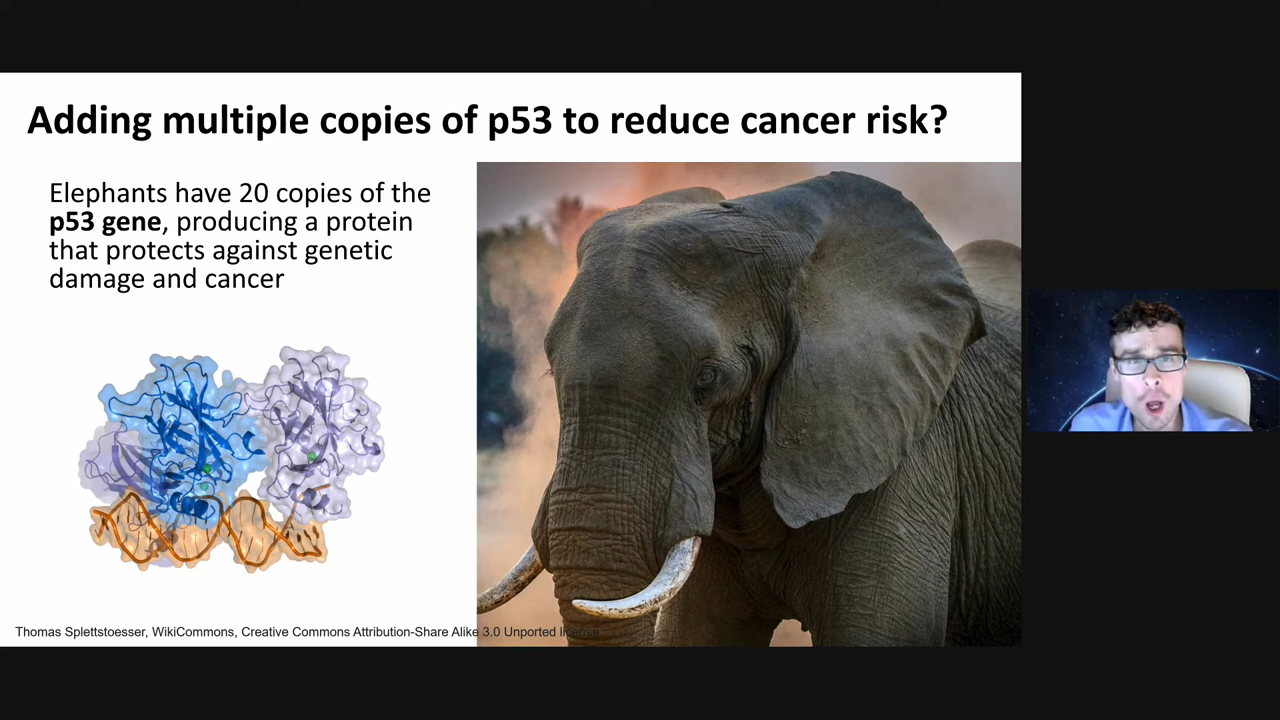 Adding multiple copies of p53 to reduce cancer risk?
Elephants have 20 copies of the
p53 gene, producing a protein
that protects against genetic
damage and cancer
Thomas Splettstoesser, WikiCommons, Creative Commons Attribution-Share Alike 3.0 Unported license